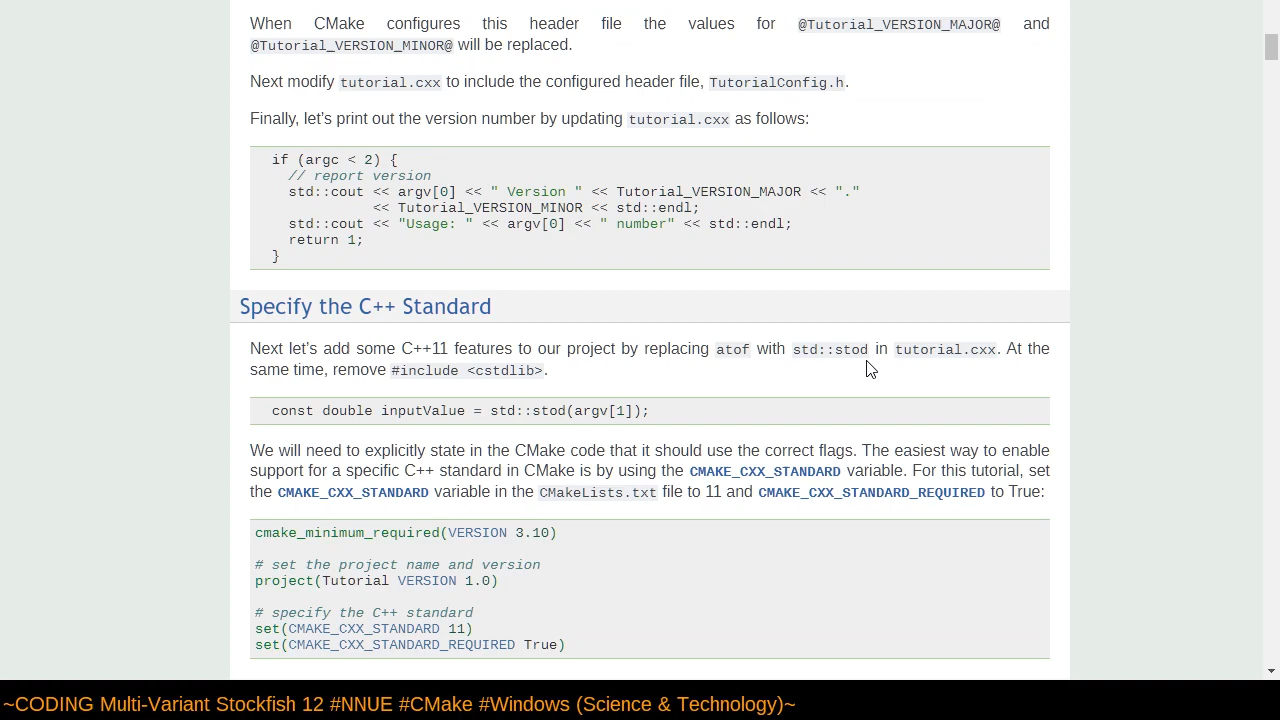 When CMake configures this header file the values for @Tutorial_VERSION_MAJOR@ and
@Tutorial_VERSION_MINOR@ will be replaced.
Next modify tutorial.cxx to include the configured header file, TutorialConfig.h.
Finally, let’s print out the version number by updating tutorial.cxx as follows:
if (argc < 2) {
// report version
std::cout << argv[0] << " Version " << Tutorial_VERSION_MAJOR << "."
<< Tutorial_VERSION_MINOR << std::endl;
std::cout << "Usage: " << argv[0] << " number" << std::endl;
return 1;
}
Specify the C++ Standard
Next let’s add some C++11 features to our project by replacing atof with std::stod in tutorial.cxx. At the
same time, remove #include <cstdlib>.
const double inputValue = std::stod(argv[1]);
We will need to explicitly state in the CMake code that it should use the correct flags. The easiest way to enable
support for a specific C++ standard in CMake is by using the CMAKE_CXX_STANDARD variable. For this tutorial, set
the CMAKE_CXX_STANDARD variable in the CMakeLists.txt file to 11 and CMAKE_CXX_STANDARD_REQUIRED to True:
cmake_minimum_required(VERSION 3.10)
# set the project name and version
project(Tutorial VERSION 1.0)
# specify the C++ standard
set(CMAKE_CXX_STANDARD 11)
set(CMAKE_CXX_STANDARD_REQUIRED True)
~CODING Multi-Variant Stockfish 12 #NNUE #CMake #Windows (Science & Technology)~